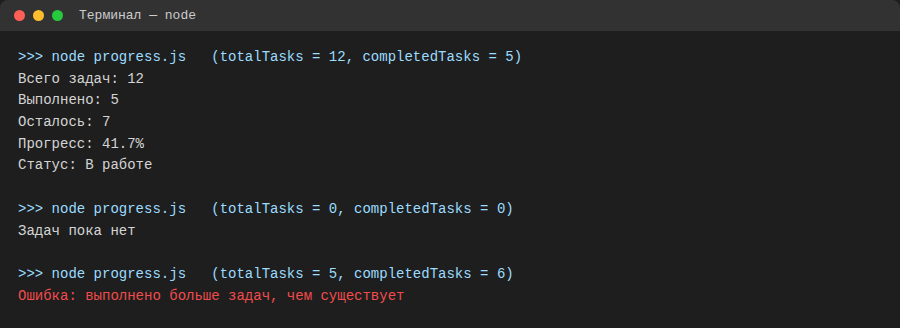 Терминал — node
>>> node progress.js   (totalTasks = 12, completedTasks = 5)
Всего задач: 12
Выполнено: 5
Осталось: 7
Прогресс: 41.7%
Статус: В работе
>>> node progress.js   (totalTasks = 0, completedTasks = 0)
Задач пока нет
>>> node progress.js   (totalTasks = 5, completedTasks = 6)
Ошибка: выполнено больше задач, чем существует